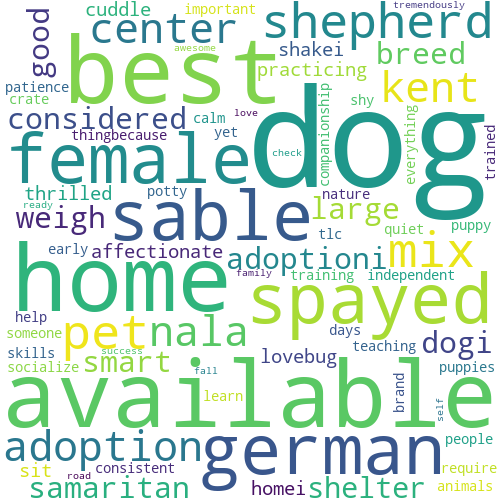 tremendously
cuddle important
good center shepherd
awesome shakei breed
best practicing kent
patience
crate calm shy
considered yet love
thingbecause companionship everything trained
female dog check
thrilled potty nature
ready sable large
weigh quiet puppy
tlc
early affectionate adoptioni mix
family training independent
home spayed
help days
someone pet nala teaching dogi
success lovebug
skills smart puppies
socialize fall
available brand self
learn
adoption german people
sit consistent require
road
samaritan homei shelter animals